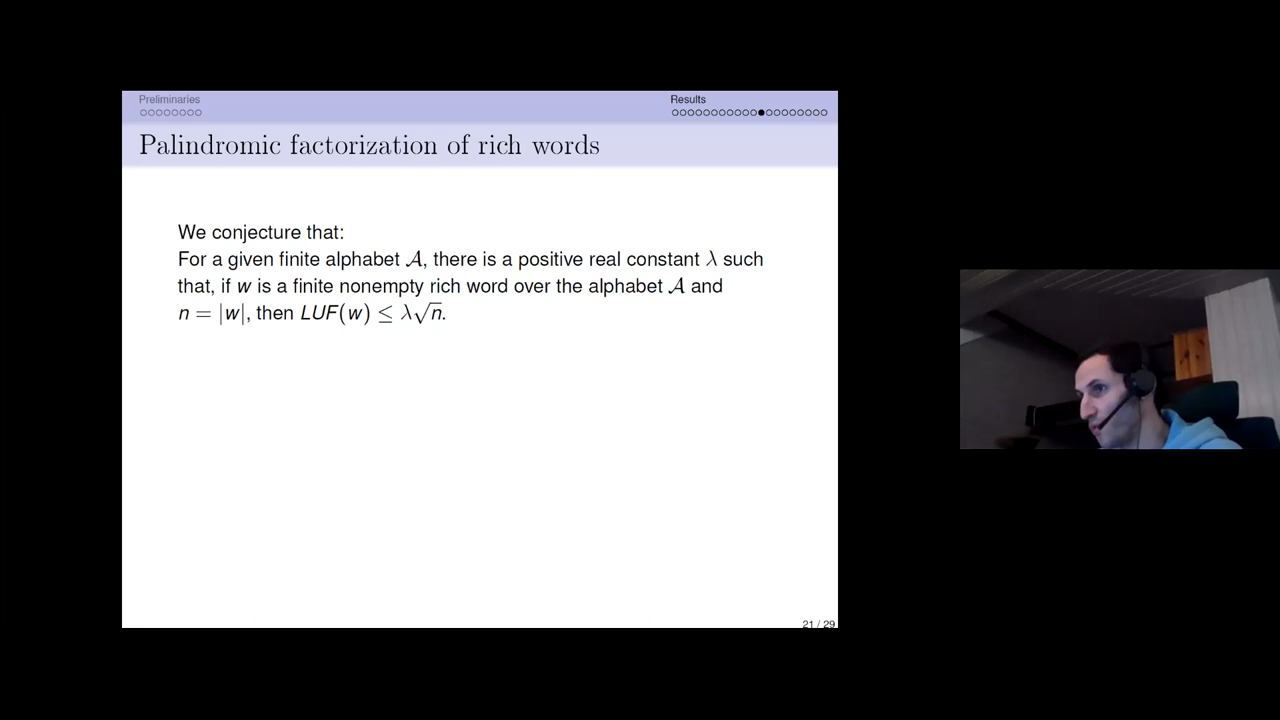 Preliminaries
Results
Palindromic factorization of rich words
We conjecture that:
For a given finite alphabet 𝒜, there is a positive real constant λ such
that, if w is a finite nonempty rich word over the alphabet 𝒜 and
n = |w|, then LUF(w) ≤ λ√n.
21 / 29